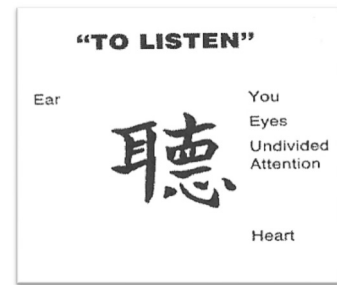 “TO LISTEN”
Ear
聽
You
Eyes
Undivided
Attention
Heart